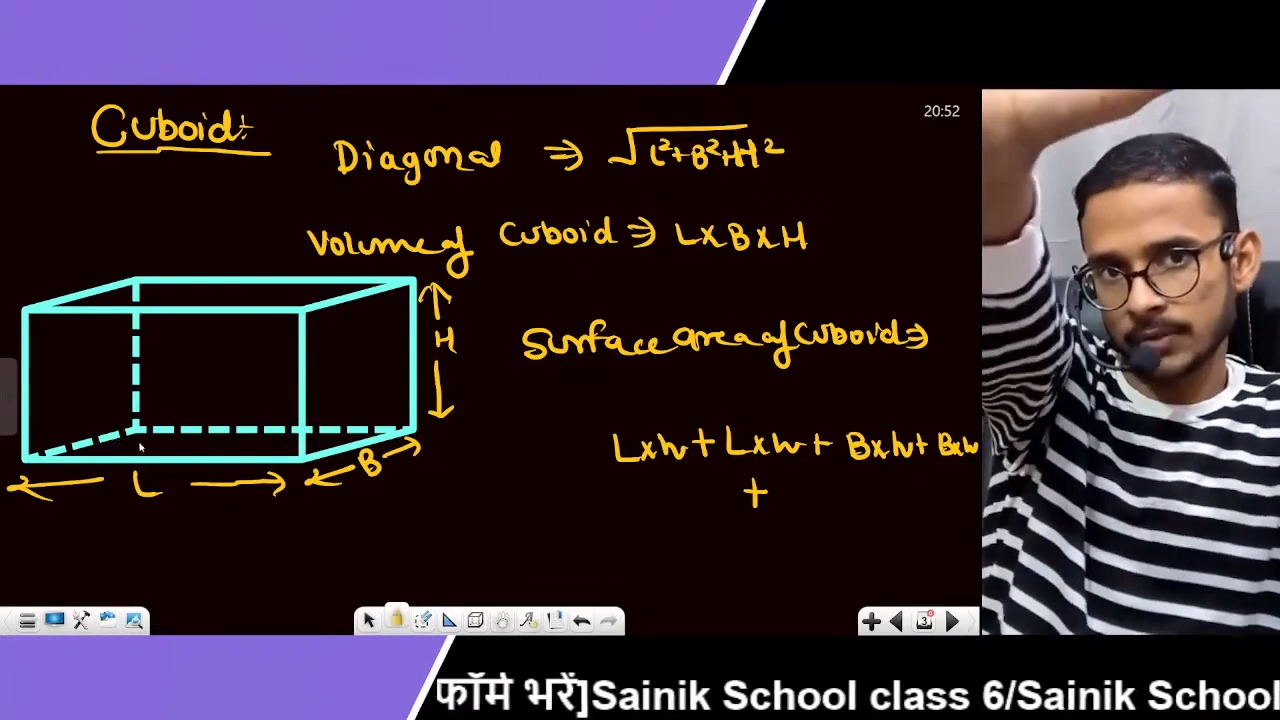 Cuboid:
20:52
Diagonal ⇒ √L²+B²+H²
Volume of Cuboid ⇒ L×B×H
Surface area of Cuboid ⇒
H
L×h + L×h + B×h + B×h
B
L
+
3
फॉर्म भरें]Sainik School class 6/Sainik School